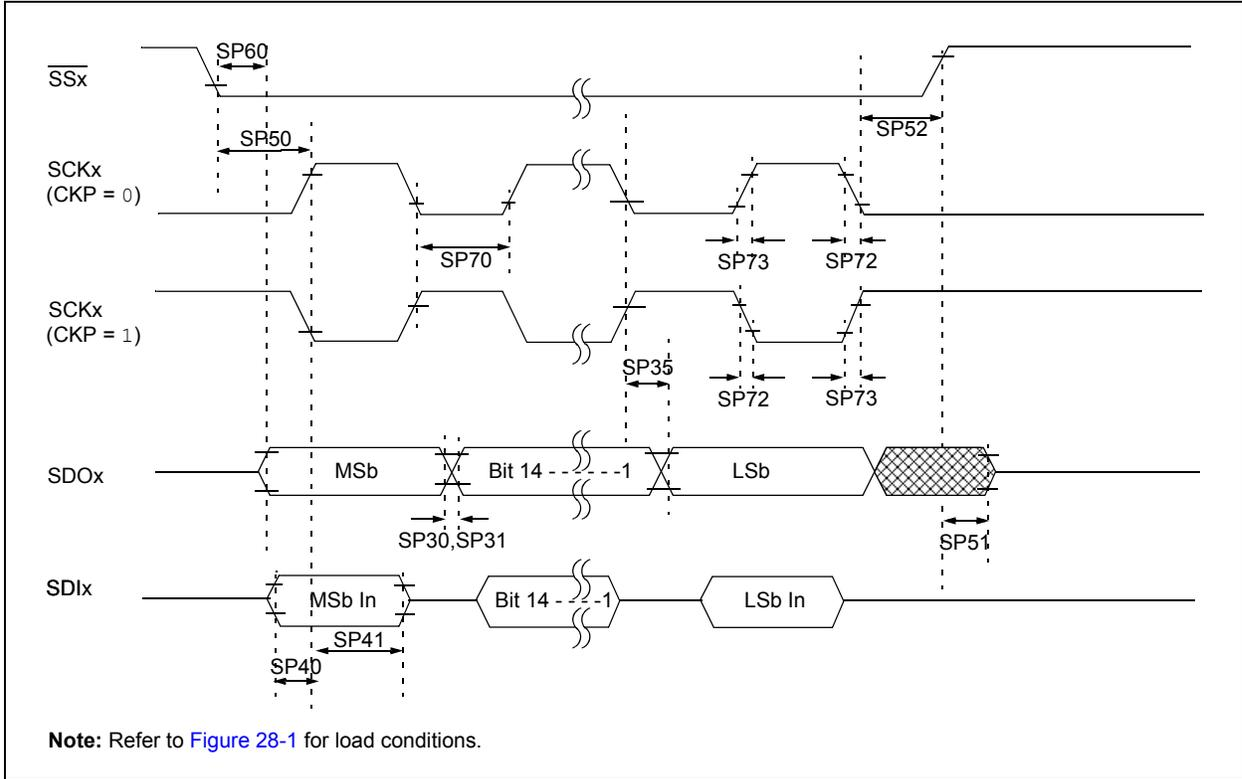 SP60
SSx
SP52
SP50
SCKx
(CKP = 0)
SP70
SP73
SP72
SCKx
(CKP = 1)
SP35
SP72
SP73
SDOx
MSb
Bit 14 - - - - - -1
LSb
SP30,SP31
SP51
SDIx
MSb In
Bit 14 - - - -1
LSb In
SP41
SP40
Note: Refer to Figure 28-1 for load conditions.